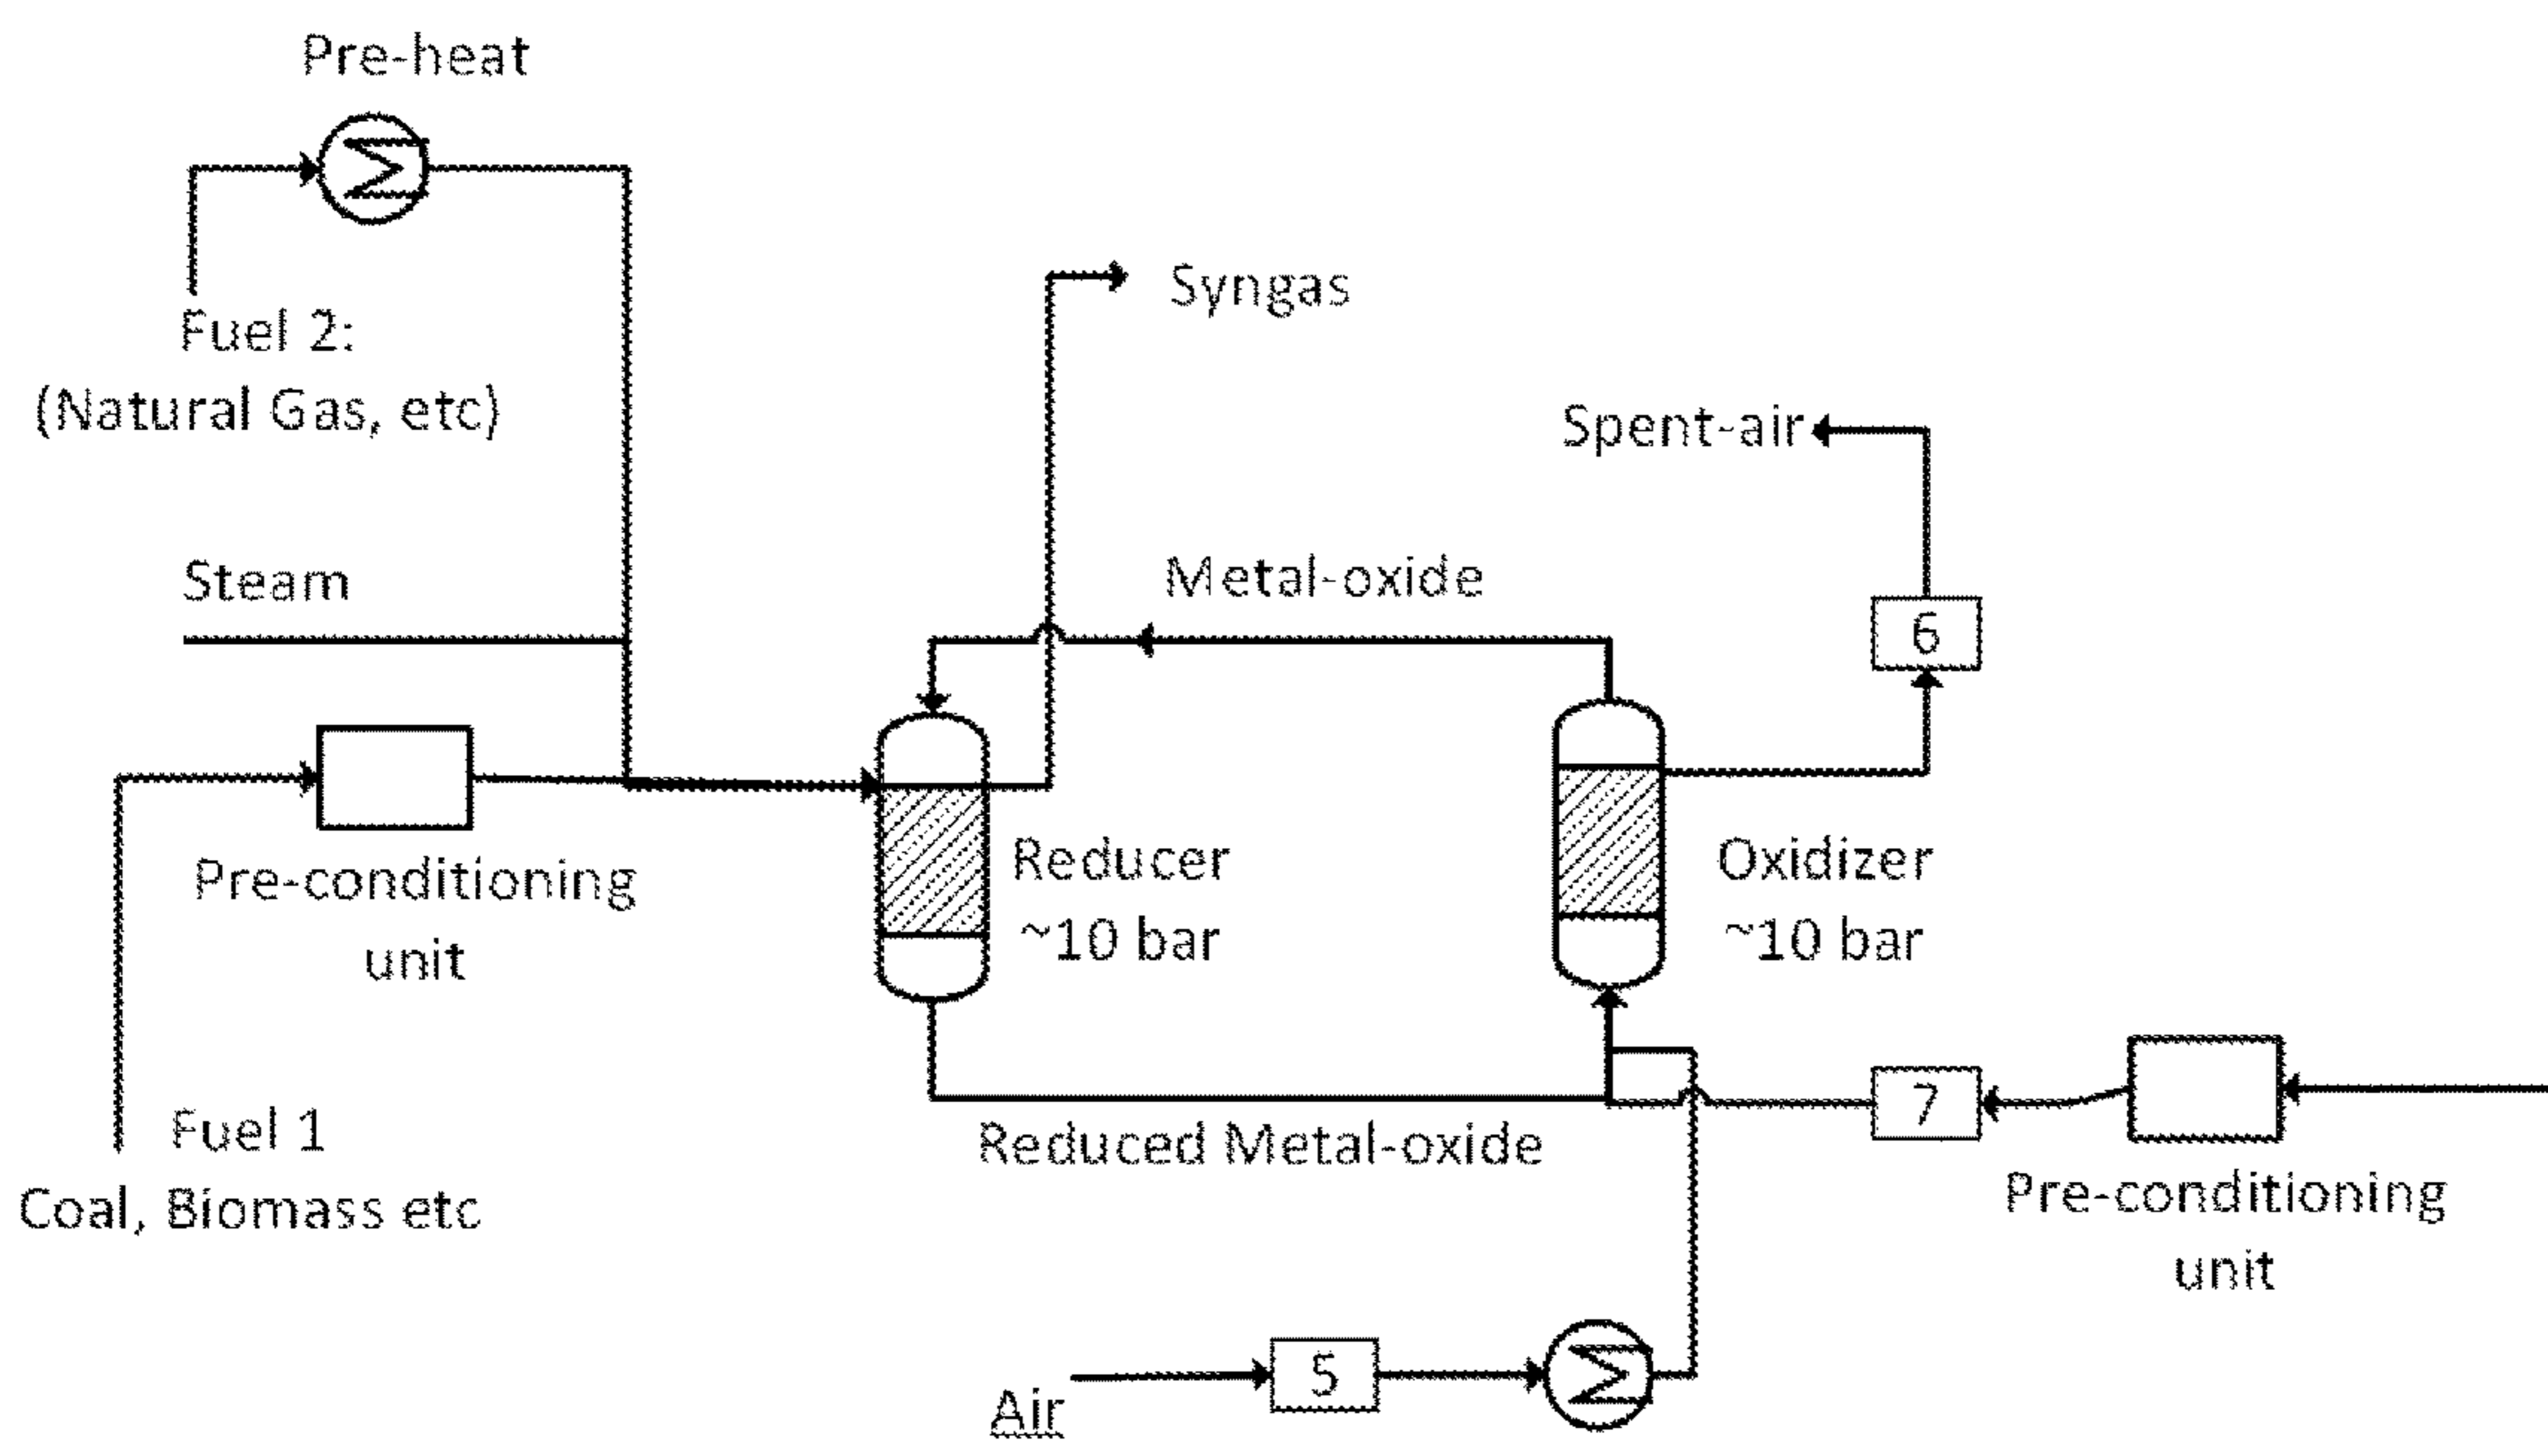 Pre-heat
Fuel 2:
(Natural Gas, etc)
Syngas
Spent-air
Steam
Metal-oxide
6
Pre-conditioning
unit
Reducer
~10 bar
Oxidizer
~10 bar
7
Fuel 1
Coal, Biomass etc
Reduced Metal-oxide
Pre-conditioning
unit
5
Air